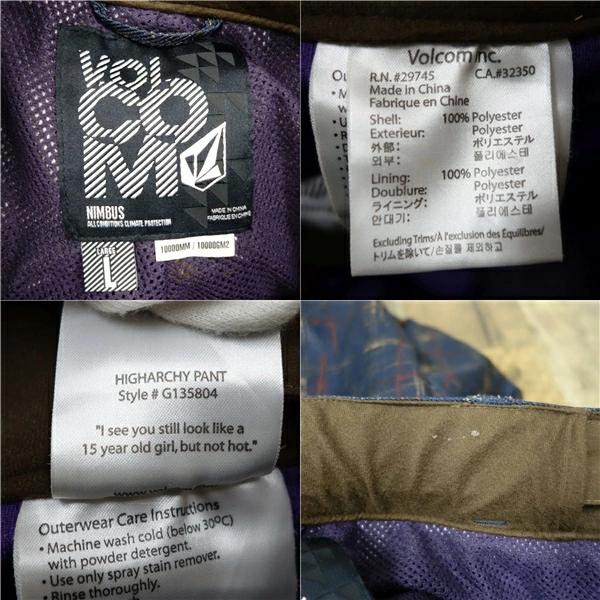 VOL
CO
M
NIMBUS
ALL CONDITIONS CLIMATE PROTECTION
MADE IN CHINA
FABRIQUE EN CHINE
LARGE
L
10000MM / 10000GM2
Volcom Inc.
R.N. #29745 C.A.#32350
Made in China
Fabrique en Chine
Shell: 100% Polyester
Exterieur: Polyester
外部: ポリエステル
외부: 폴리에스테
Lining: 100% Polyester
Doublure: Polyester
ライニング: ポリエステル
안대기: 폴리에스테
Excluding Trims/À l'exclusion des Équilibres/
トリムを除いて/손질를 제외하고
HIGHARCHY PANT
Style # G135804
"I see you still look like a
15 year old girl, but not hot."
Outerwear Care Instructions
• Machine wash cold (below 30°C)
with powder detergent.
• Use only spray stain remover.
• Rinse thoroughly.